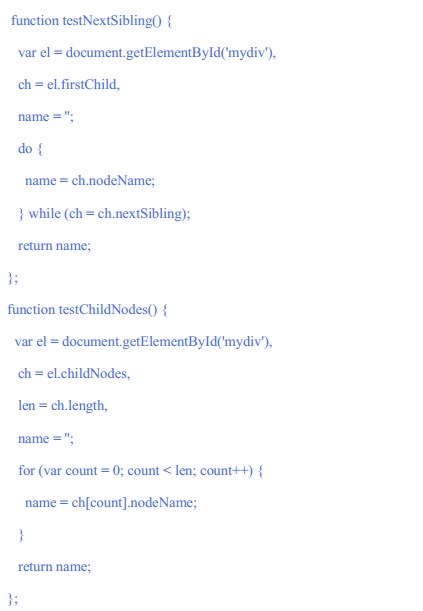 function testNextSibling() {
var el = document.getElementById('mydiv'),
ch = el.firstChild,
name = '';
do {
name = ch.nodeName;
} while (ch = ch.nextSibling);
return name;
};
function testChildNodes() {
var el = document.getElementById('mydiv'),
ch = el.childNodes,
len = ch.length,
name = '';
for (var count = 0; count < len; count++) {
name = ch[count].nodeName;
}
return name;
};